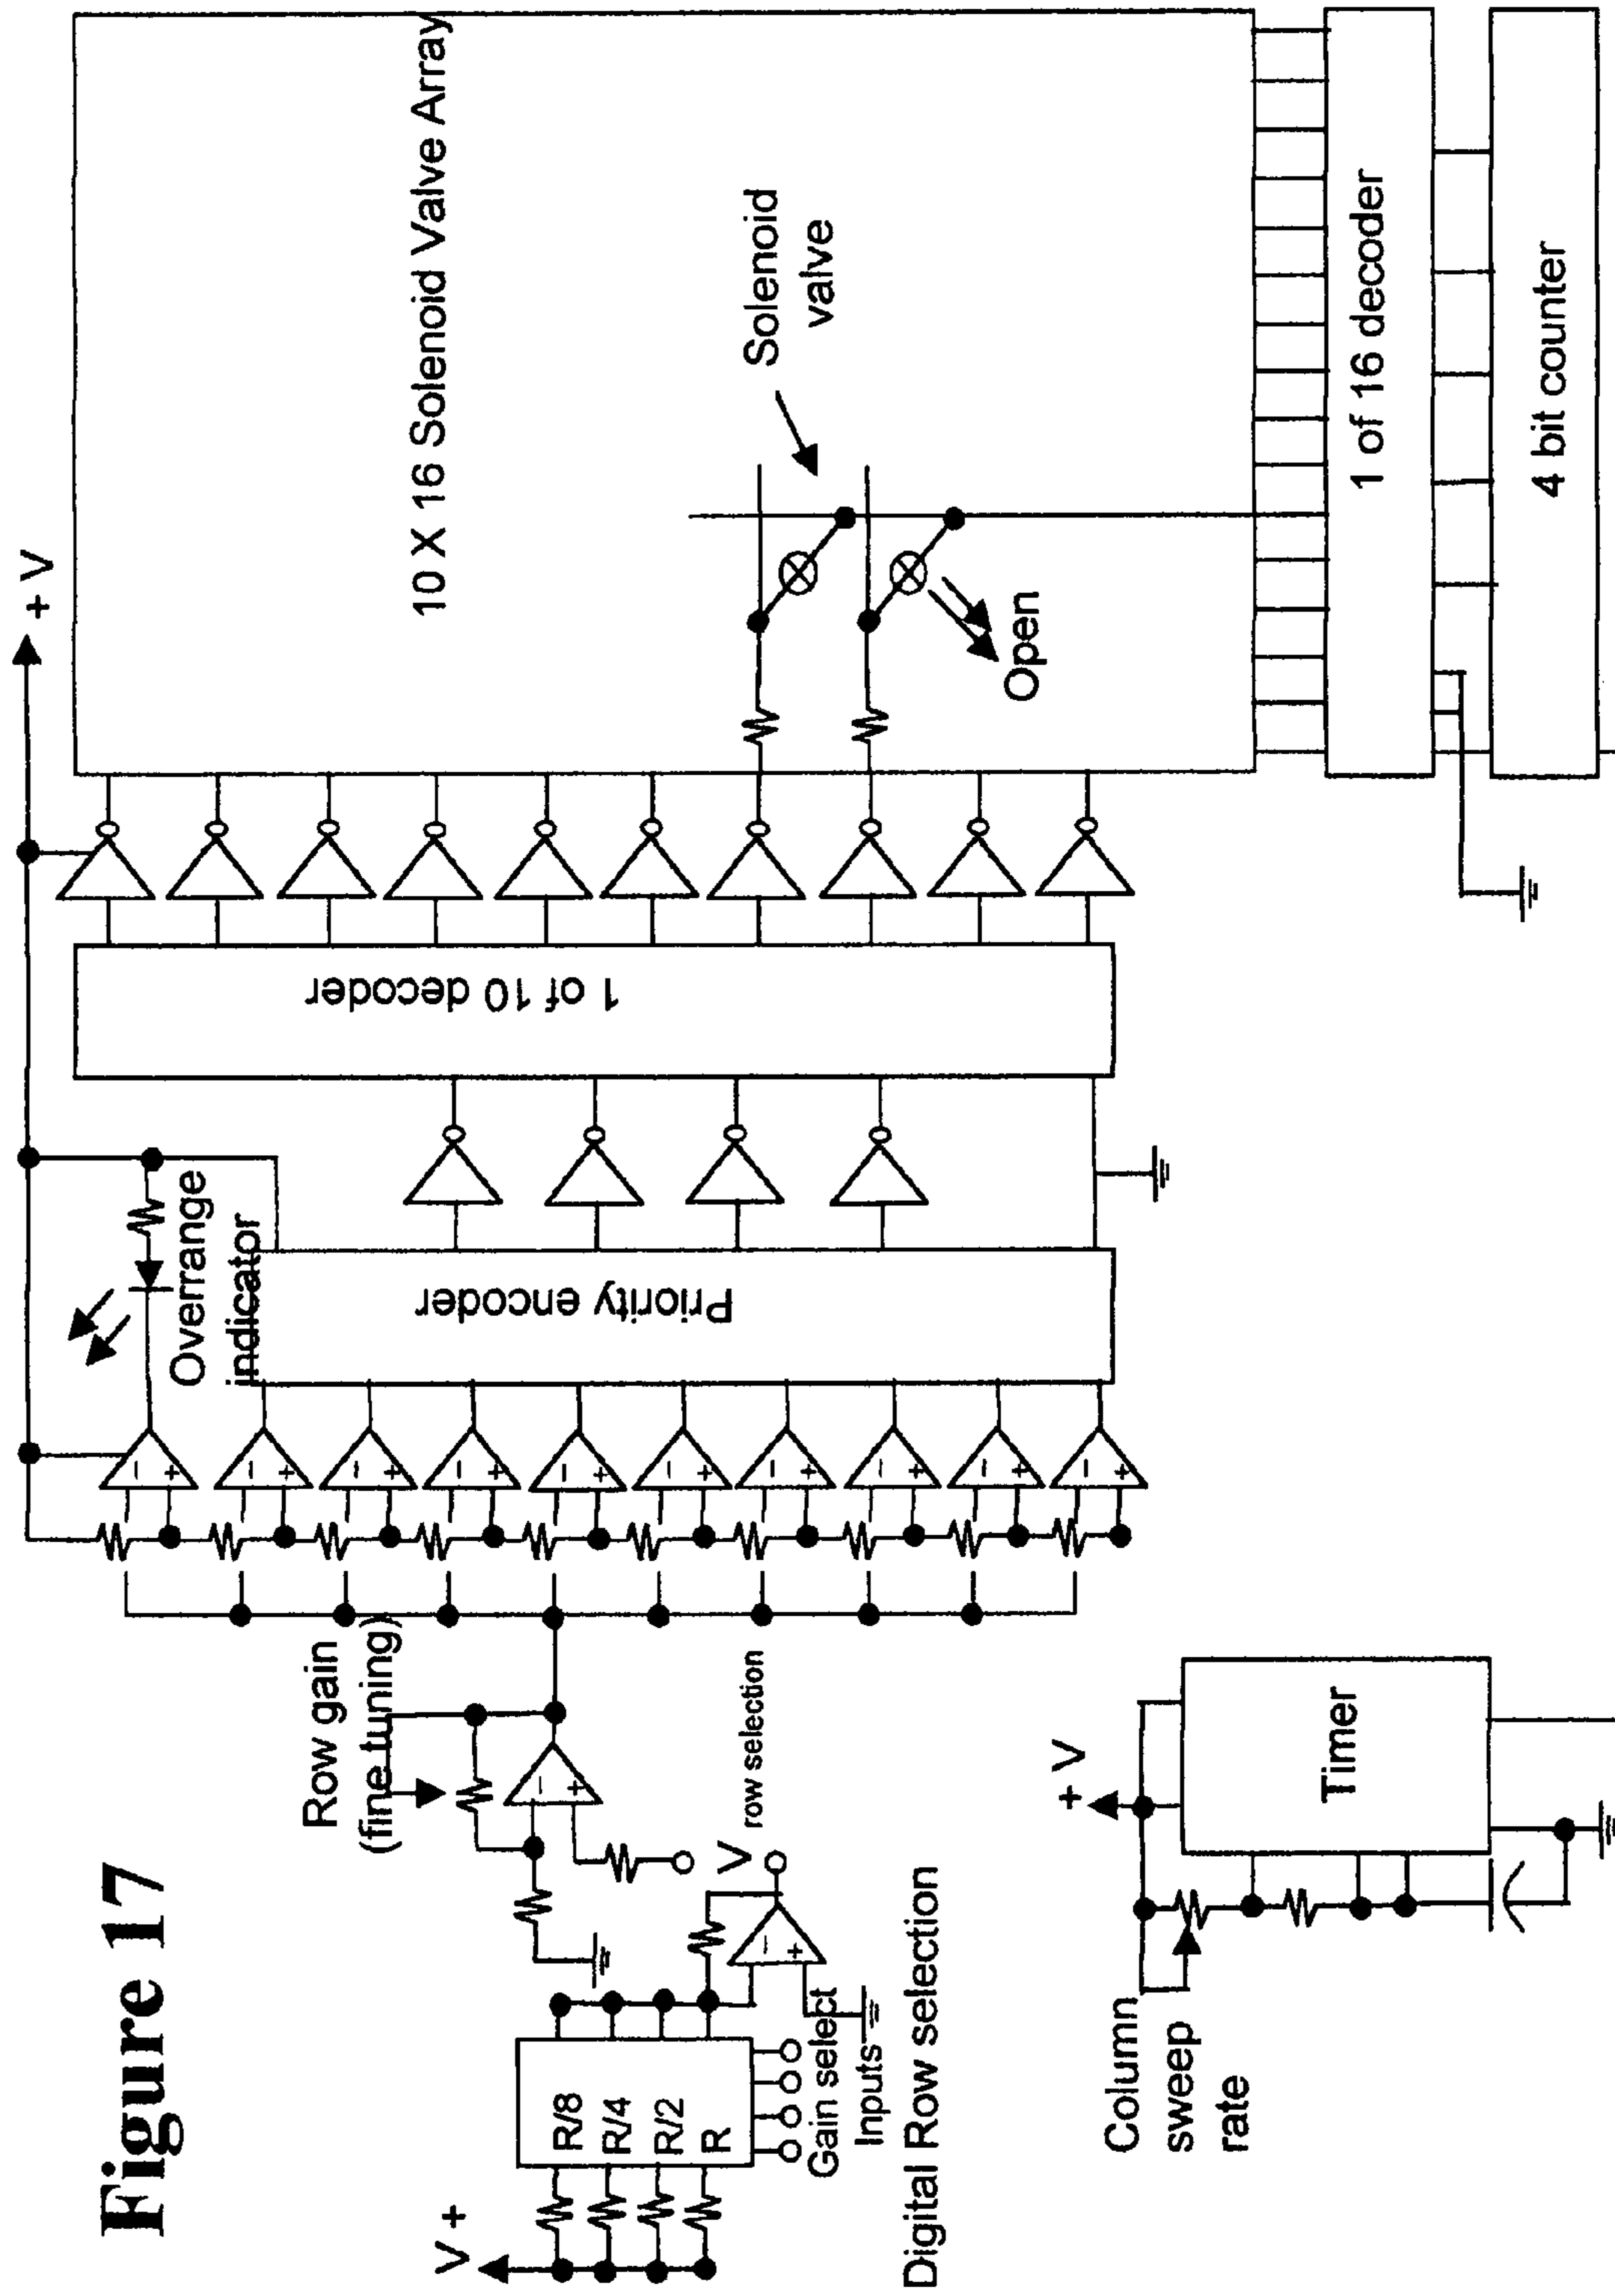 Figure 17
+ V
10 X 16 Solenoid Valve Array
Solenoid
valve
Open
1 of 16 decoder
4 bit counter
1 of 10 decoder
Priority encoder
Overrange
indicator
Row gain
(fine tuning)
V row selection
V +
R/8
R/4
R/2
R
Gain select
Inputs
Digital Row selection
+ V
Timer
Column
sweep
rate
− +
− +
− +
− +
− +
− +
− +
− +
− +
− +
− +
− +